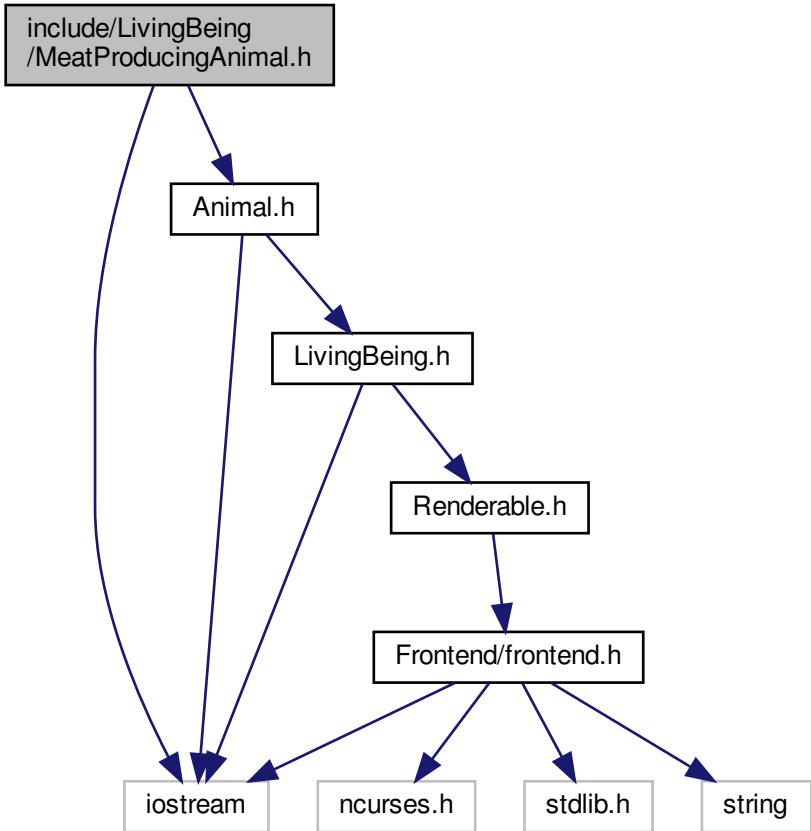 include/LivingBeing
/MeatProducingAnimal.h
Animal.h
LivingBeing.h
Renderable.h
Frontend/frontend.h
iostream
ncurses.h
stdlib.h
string